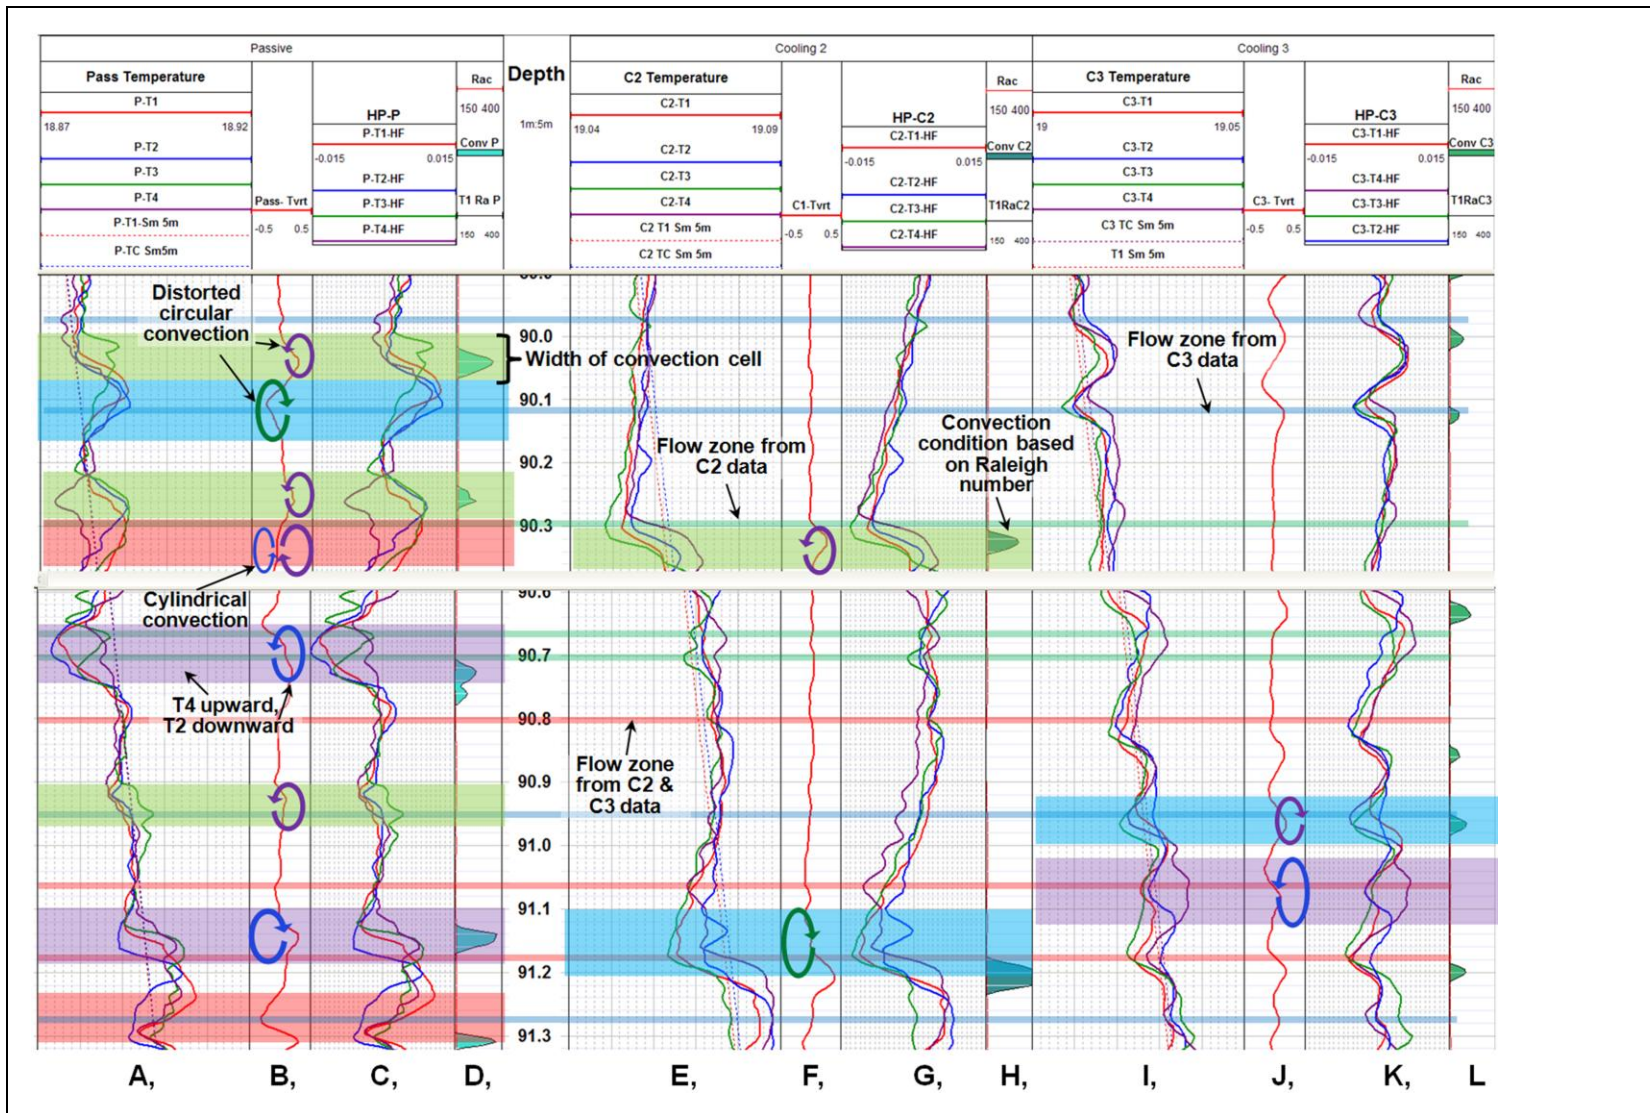 Passive
Cooling 2
Cooling 3
Pass Temperature
P-T1
18.87 18.92
P-T2
P-T3
P-T4
P-T1-Sm 5m
P-TC Sm5m
Pass- Tvrt
-0.5 0.5
HP-P
P-T1-HF
-0.015 0.015
P-T2-HF
P-T3-HF
P-T4-HF
Rac
150 400
Conv P
T1 Ra P
150 400
Depth
1m:5m
C2 Temperature
C2-T1
19.04 19.09
C2-T2
C2-T3
C2-T4
C2 T1 Sm 5m
C2 TC Sm 5m
C1-Tvrt
-0.5 0.5
HP-C2
C2-T1-HF
-0.015 0.015
C2-T2-HF
C2-T3-HF
C2-T4-HF
Rac
150 400
Conv C2
T1RaC2
150 400
C3 Temperature
C3-T1
19 19.05
C3-T2
C3-T3
C3-T4
C3 TC Sm 5m
T1 Sm 5m
C3- Tvrt
-0.5 0.5
HP-C3
C3-T1-HF
-0.015 0.015
C3-T4-HF
C3-T3-HF
C3-T2-HF
Rac
150 400
Conv C3
T1RaC3
150 400
Distorted
circular
convection
90.0
Width of convection cell
Flow zone from
C3 data
90.1
Convection
condition based
on Raleigh
number
Flow zone from
C2 data
90.2
90.3
Cylindrical
convection
90.6
90.7
T4 upward,
T2 downward
90.8
Flow zone
from C2 &
C3 data
90.9
91.0
91.1
91.2
91.3
A, B, C, D, E, F, G, H, I, J, K, L